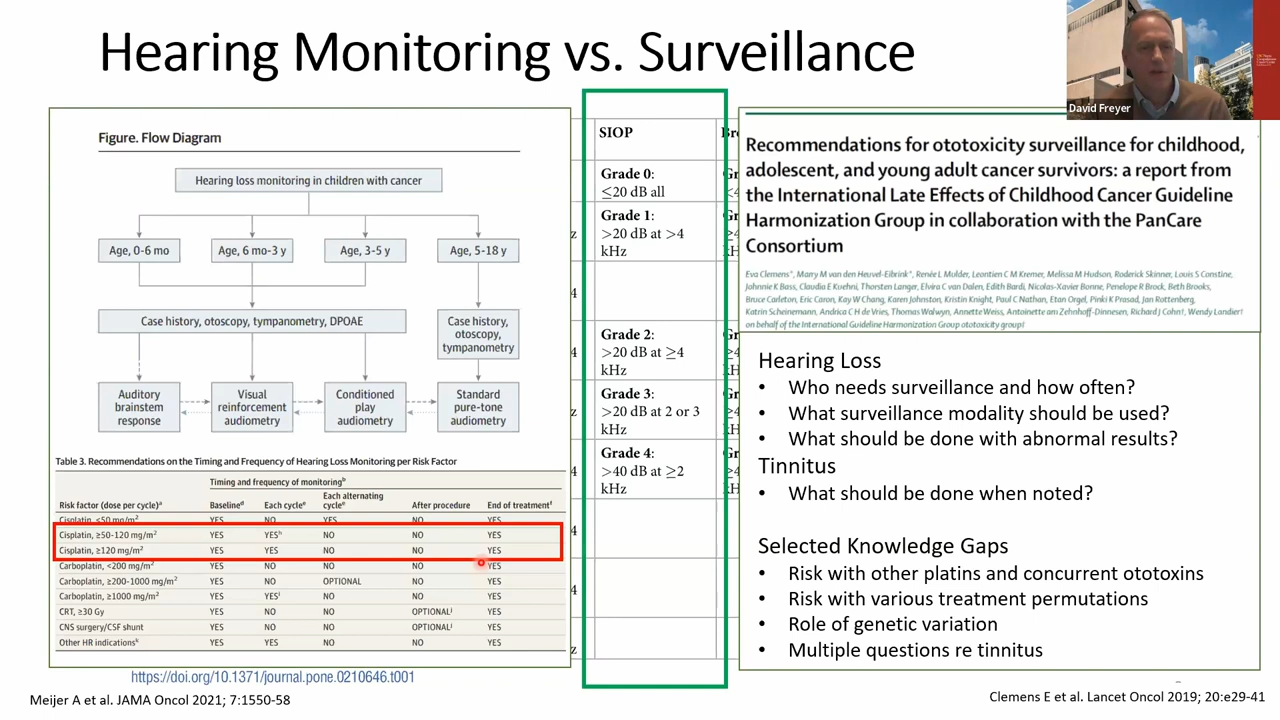 Hearing Monitoring vs. Surveillance
David Freyer
Figure. Flow Diagram
Hearing loss monitoring in children with cancer
Age, 0-6 mo
Age, 6 mo-3 y
Age, 3-5 y
Age, 5-18 y
Case history, otoscopy, tympanometry, DPOAE
Case history,
otoscopy,
tympanometry
Auditory
brainstem
response
Visual
reinforcement
audiometry
Conditioned
play
audiometry
Standard
pure-tone
audiometry
Table 3. Recommendations on the Timing and Frequency of Hearing Loss Monitoring per Risk Factor
Timing and frequency of monitoringᵇ
Risk factor (dose per cycle)ᵃ Baselineᵈ Each cycleᵉ Each alternating cycleᵉ After procedure End of treatmentᶠ
Cisplatin, <50 mg/m² YES NO YES NO YES
Cisplatin, ≥50-120 mg/m² YES YESʰ NO NO YES
Cisplatin, ≥120 mg/m² YES YES NO NO YES
Carboplatin, <200 mg/m² YES NO NO NO YES
Carboplatin, ≥200-1000 mg/m² YES NO OPTIONAL NO YES
Carboplatin, ≥1000 mg/m² YES YESⁱ NO NO YES
CRT, ≥30 Gy YES NO NO OPTIONALʲ YES
CNS surgery/CSF shunt YES NO NO OPTIONALʲ YES
Other HR indicationsᵏ YES YES NO NO YES
https://doi.org/10.1371/journal.pone.0210646.t001
Meijer A et al. JAMA Oncol 2021; 7:1550-58
SIOP
Grade 0:
≤20 dB all
Grade 1:
>20 dB at >4
kHz
Grade 2:
>20 dB at ≥4
kHz
Grade 3:
>20 dB at 2 or 3
kHz
Grade 4:
>40 dB at ≥2
kHz
Recommendations for ototoxicity surveillance for childhood,
adolescent, and young adult cancer survivors: a report from
the International Late Effects of Childhood Cancer Guideline
Harmonization Group in collaboration with the PanCare
Consortium
Eva Clemens*, Marry M van den Heuvel-Eibrink*, Renée L Mulder, Leontien C M Kremer, Melissa M Hudson, Roderick Skinner, Louis S Constine,
Johnnie K Bass, Claudia E Kuehni, Thorsten Langer, Elvira C van Dalen, Edith Bardi, Nicolas-Xavier Bonne, Penelope R Brock, Beth Brooks,
Bruce Carleton, Eric Caron, Kay W Chang, Karen Johnston, Kristin Knight, Paul C Nathan, Etan Orgel, Pinki K Prasad, Jan Rottenberg,
Katrin Scheinemann, Andrica C H de Vries, Thomas Walwyn, Annette Weiss, Antoinette am Zehnhoff-Dinnesen, Richard J Cohn†, Wendy Landier†
on behalf of the International Guideline Harmonization Group ototoxicity group‡
Hearing Loss
• Who needs surveillance and how often?
• What surveillance modality should be used?
• What should be done with abnormal results?
Tinnitus
• What should be done when noted?
Selected Knowledge Gaps
• Risk with other platins and concurrent ototoxins
• Risk with various treatment permutations
• Role of genetic variation
• Multiple questions re tinnitus
Clemens E et al. Lancet Oncol 2019; 20:e29-41